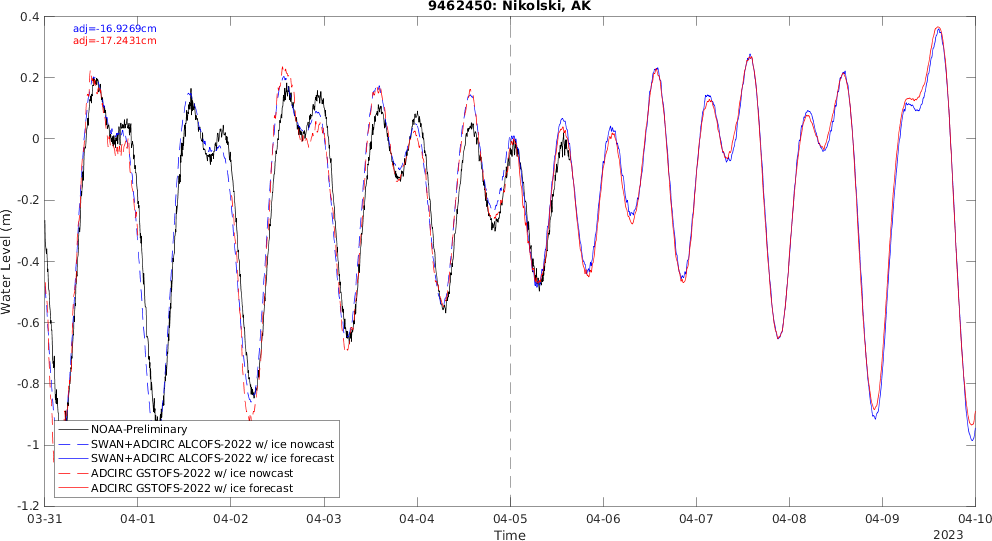 9462450: Nikolski, AK
adj=-16.9269cm
adj=-17.2431cm
0.4
0.2
0
-0.2
-0.4
-0.6
-0.8
-1
-1.2
Water Level (m)
NOAA-Preliminary
SWAN+ADCIRC ALCOFS-2022 w/ ice nowcast
SWAN+ADCIRC ALCOFS-2022 w/ ice forecast
ADCIRC GSTOFS-2022 w/ ice nowcast
ADCIRC GSTOFS-2022 w/ ice forecast
03-31 04-01 04-02 04-03 04-04 04-05 04-06 04-07 04-08 04-09 04-10
Time
2023